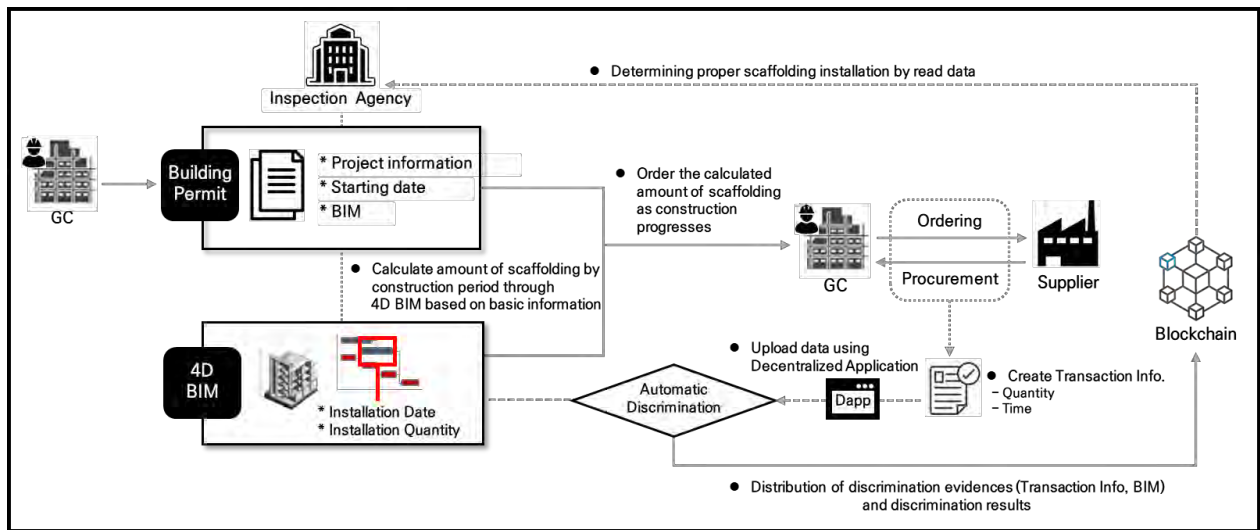 ● Determining proper scaffolding installation by read data
Inspection Agency
GC
Building
Permit
* Project information
* Starting date
* BIM
● Order the calculated
amount of scaffolding
as construction
progresses
● Calculate amount of scaffolding by
construction period through
4D BIM based on basic information
GC
Ordering
Procurement
Supplier
Blockchain
4D
BIM
* Installation Date
* Installation Quantity
Automatic
Discrimination
● Upload data using
Decentralized Application
Dapp
● Create Transaction Info.
- Quantity
- Time
● Distribution of discrimination evidences (Transaction Info, BIM)
and discrimination results